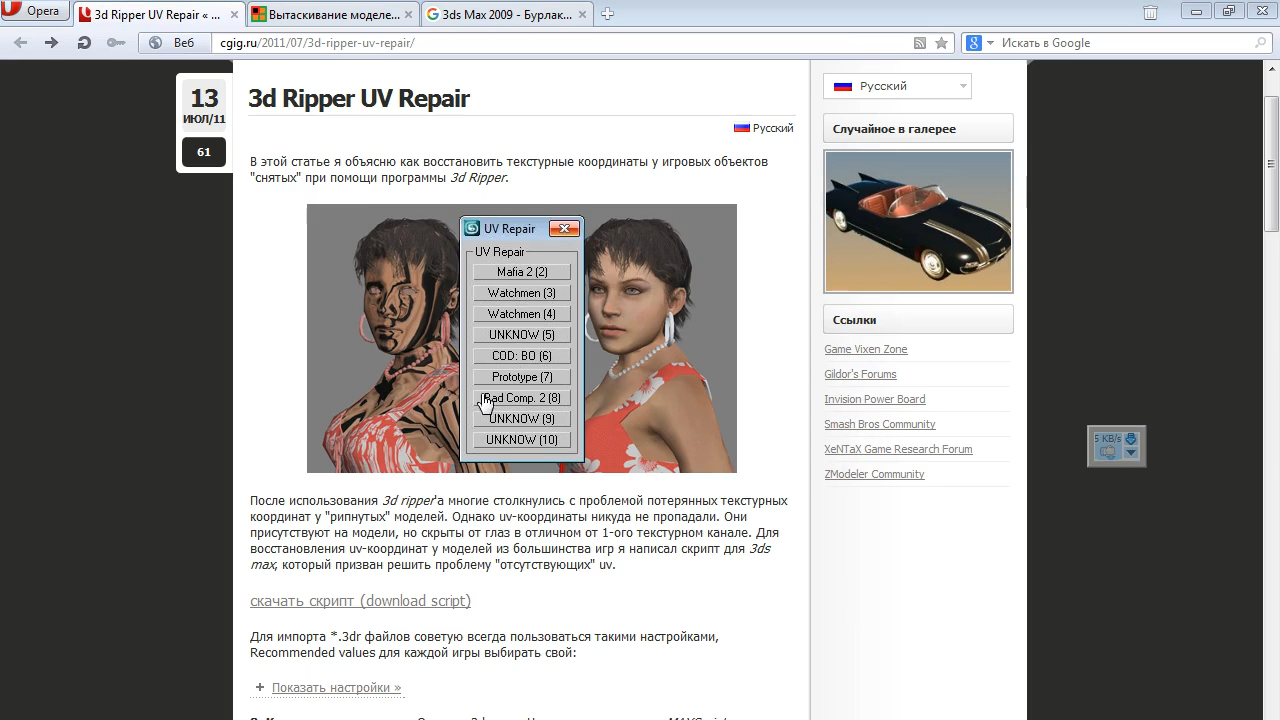 Opera
3d Ripper UV Repair « ...
Вытаскивание моделе...
3ds Max 2009 - Бурлак...
Веб
cgig.ru/2011/07/3d-ripper-uv-repair/
Искать в Google
13
ИЮЛ/11
61
3d Ripper UV Repair
Русский
В этой статье я объясню как восстановить текстурные координаты у игровых объектов
"снятых" при помощи программы 3d Ripper.
UV Repair
UV Repair
Mafia 2 (2)
Watchmen (3)
Watchmen (4)
UNKNOW (5)
COD: BO (6)
Prototype (7)
Comp. 2 (8)
UNKNOW (9)
UNKNOW (10)
После использования 3d ripper'а многие столкнулись с проблемой потерянных текстурных
координат у "рипнутых" моделей. Однако uv-координаты никуда не пропадали. Они
присутствуют на модели, но скрыты от глаз в отличном от 1-ого текстурном канале. Для
восстановления uv-координат у моделей из большинства игр я написал скрипт для 3ds
max, который призван решить проблему "отсутствующих" uv.
скачать скрипт (download script)
Для импорта *.3dr файлов советую всегда пользоваться такими настройками,
Recommended values для каждой игры выбирать свой:
+ Показать настройки »
Русский
Случайное в галерее
Ссылки
Game Vixen Zone
Gildor's Forums
Invision Power Board
Smash Bros Community
XeNTaX Game Research Forum
ZModeler Community
5 KB/s